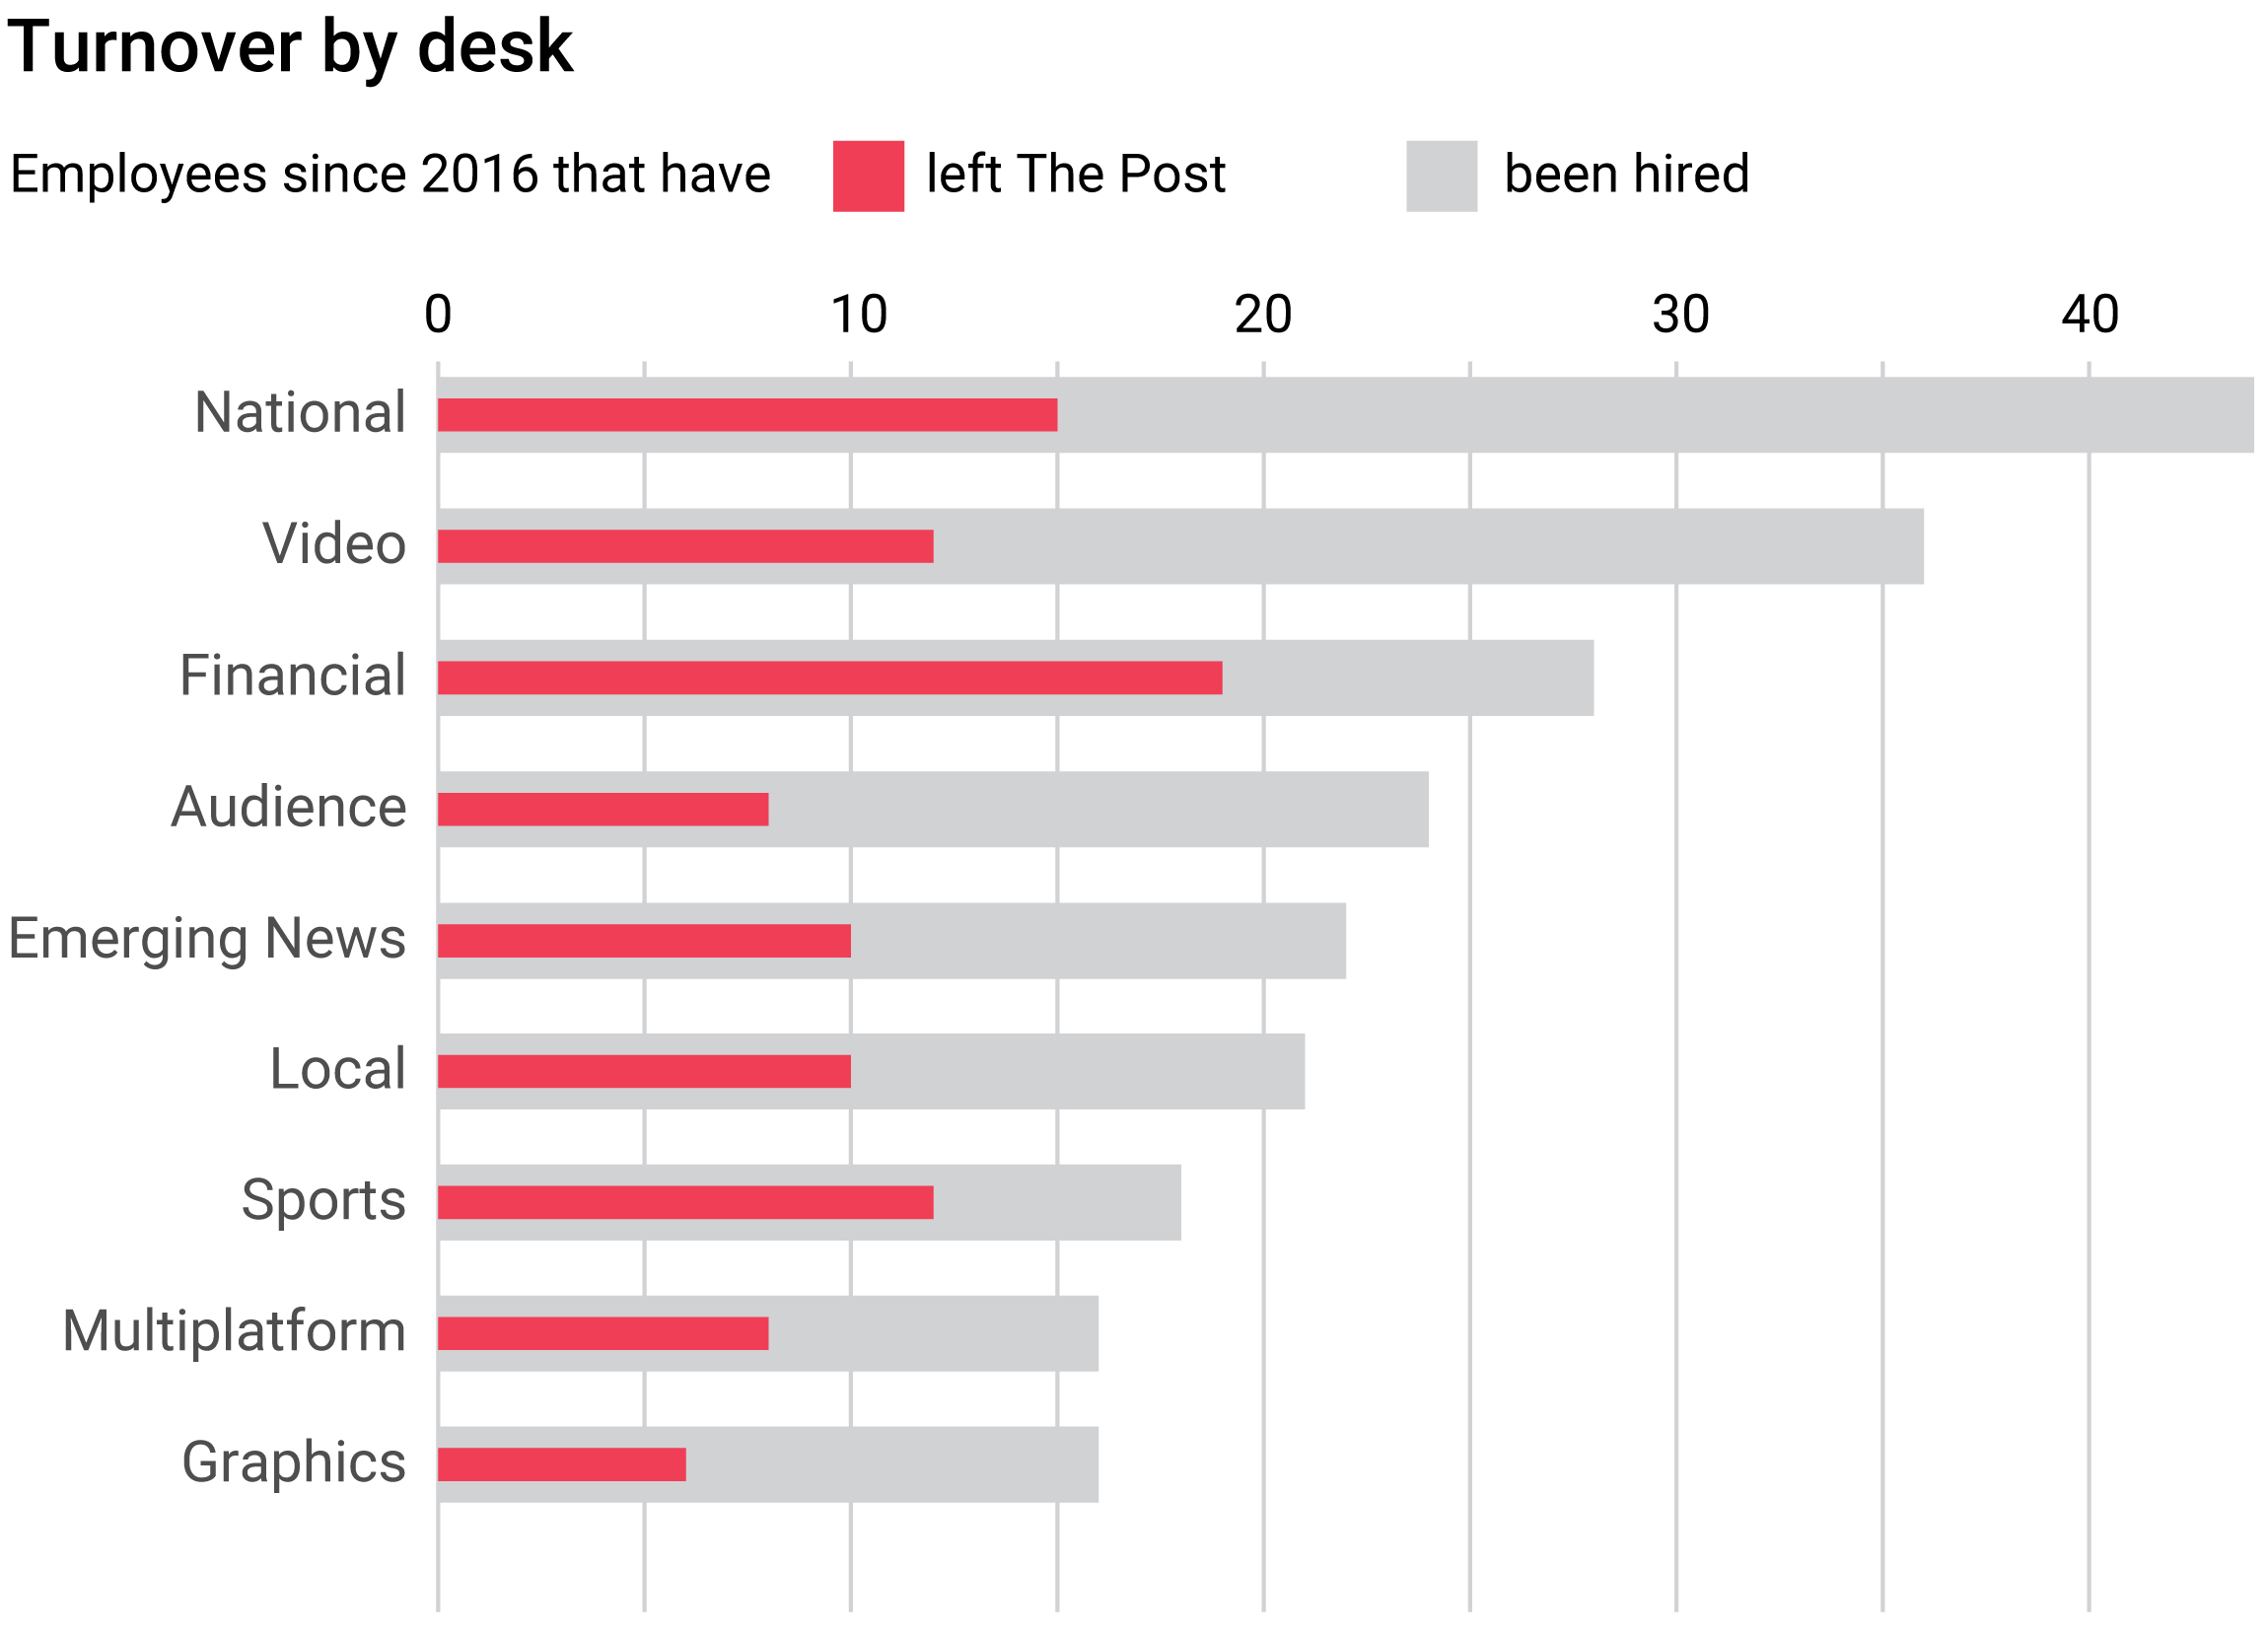 Turnover by desk
Employees since 2016 that have left The Post been hired
0 10 20 30 40
National
Video
Financial
Audience
Emerging News
Local
Sports
Multiplatform
Graphics